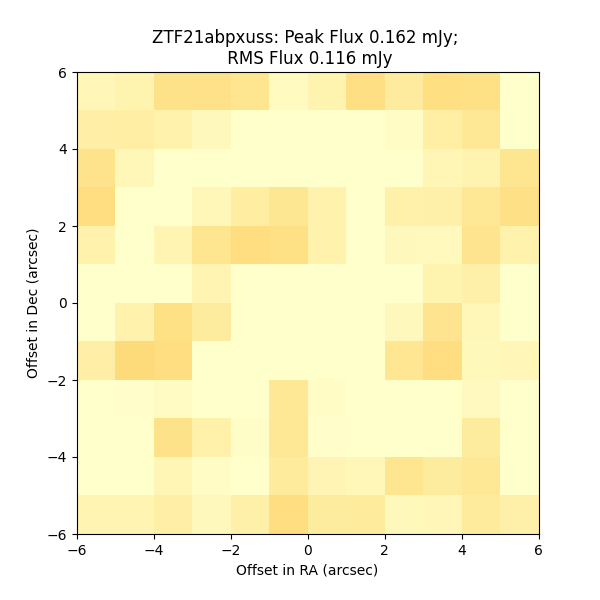 ZTF21abpxuss: Peak Flux 0.162 mJy;
RMS Flux 0.116 mJy
6
4
2
0
−2
−4
−6
Offset in Dec (arcsec)
−6 −4 −2 0 2 4 6
Offset in RA (arcsec)